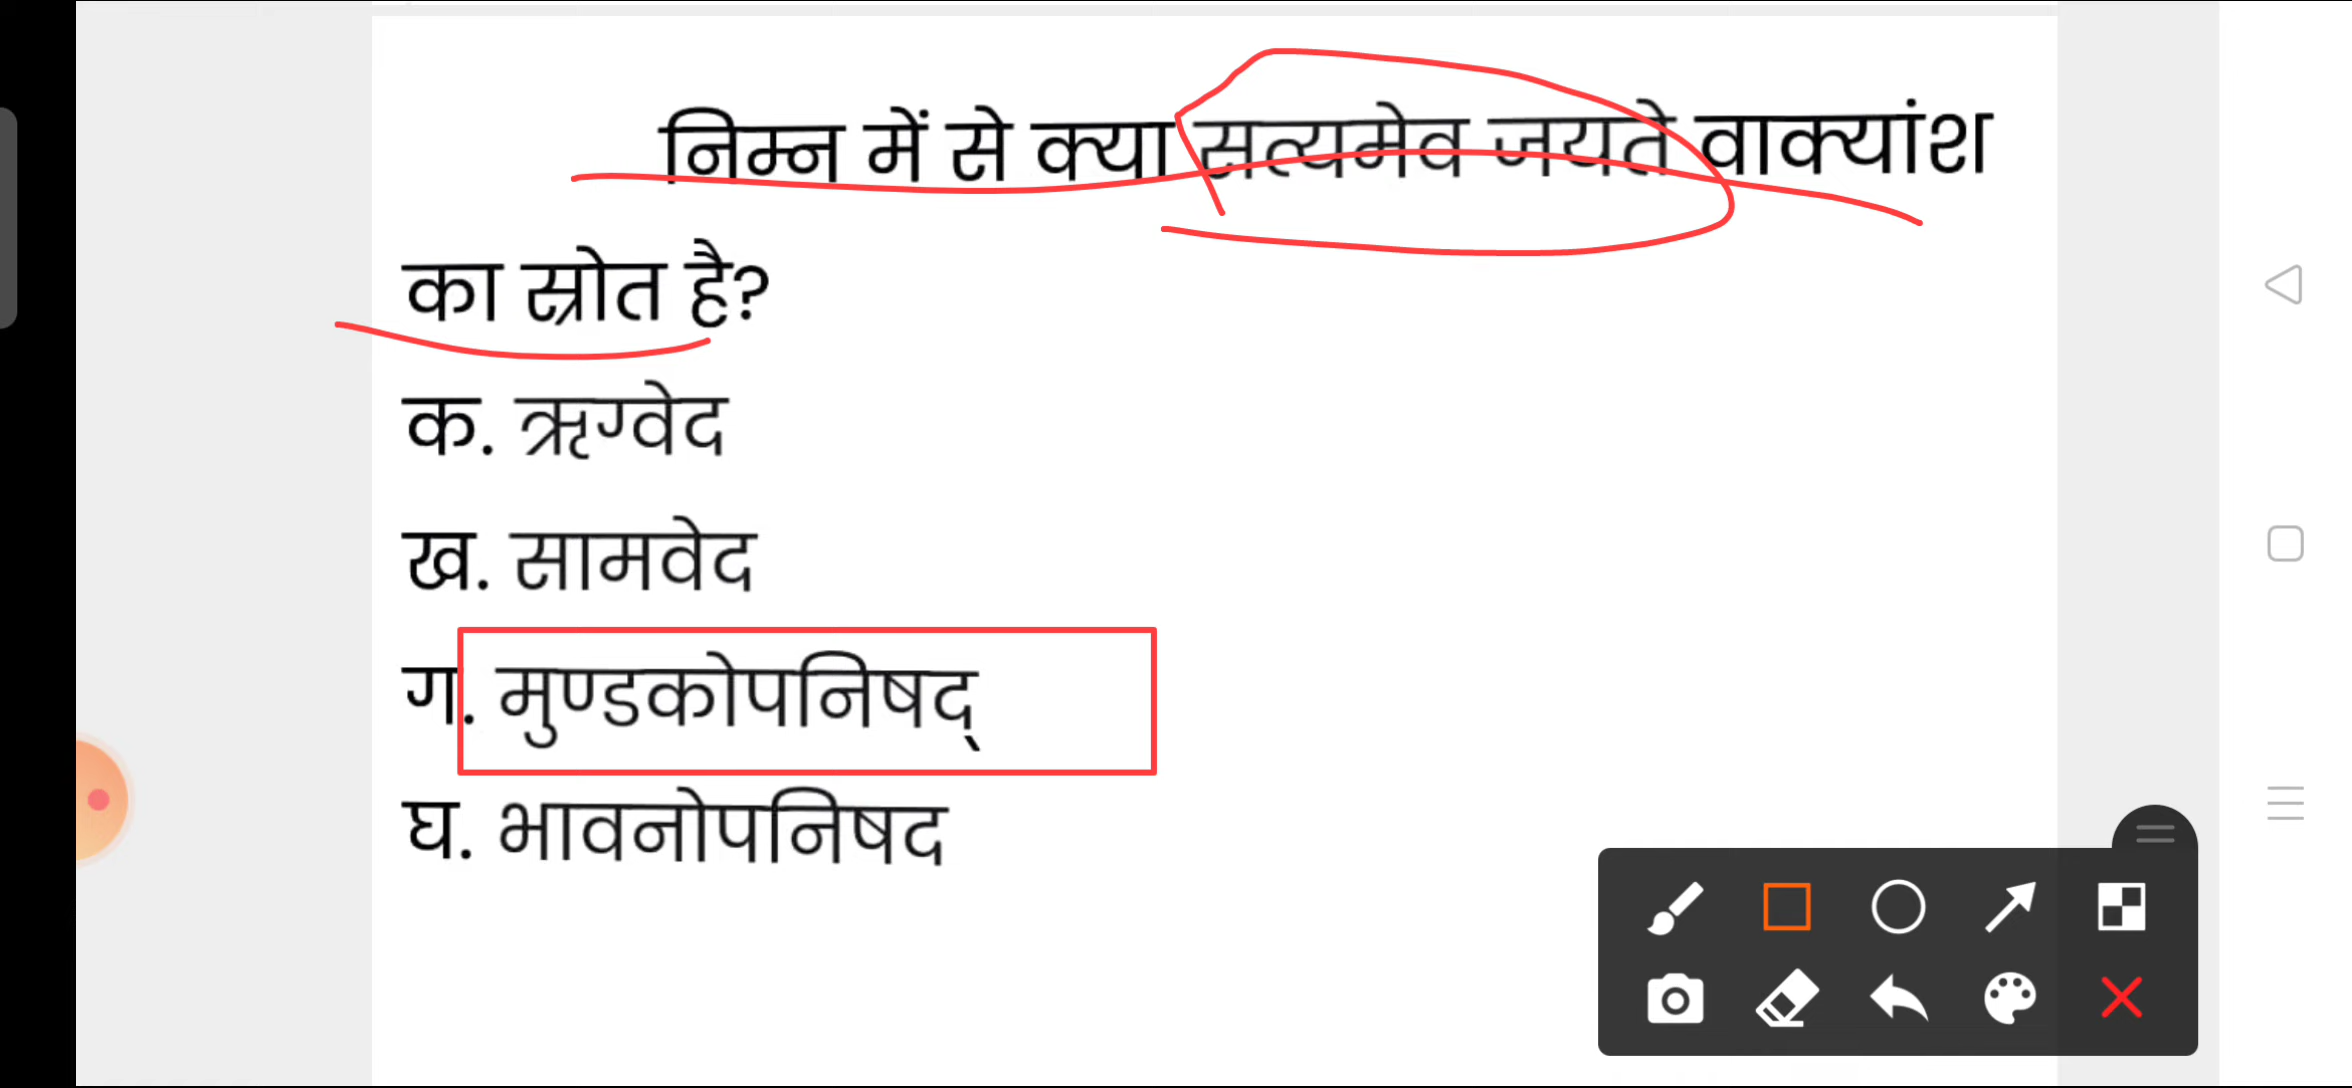 निम्न में से क्या सत्यमेव जयते वाक्यांश
का स्रोत है?
क. ऋग्वेद
ख. सामवेद
ग. मुण्डकोपनिषद्
घ. भावनोपनिषद